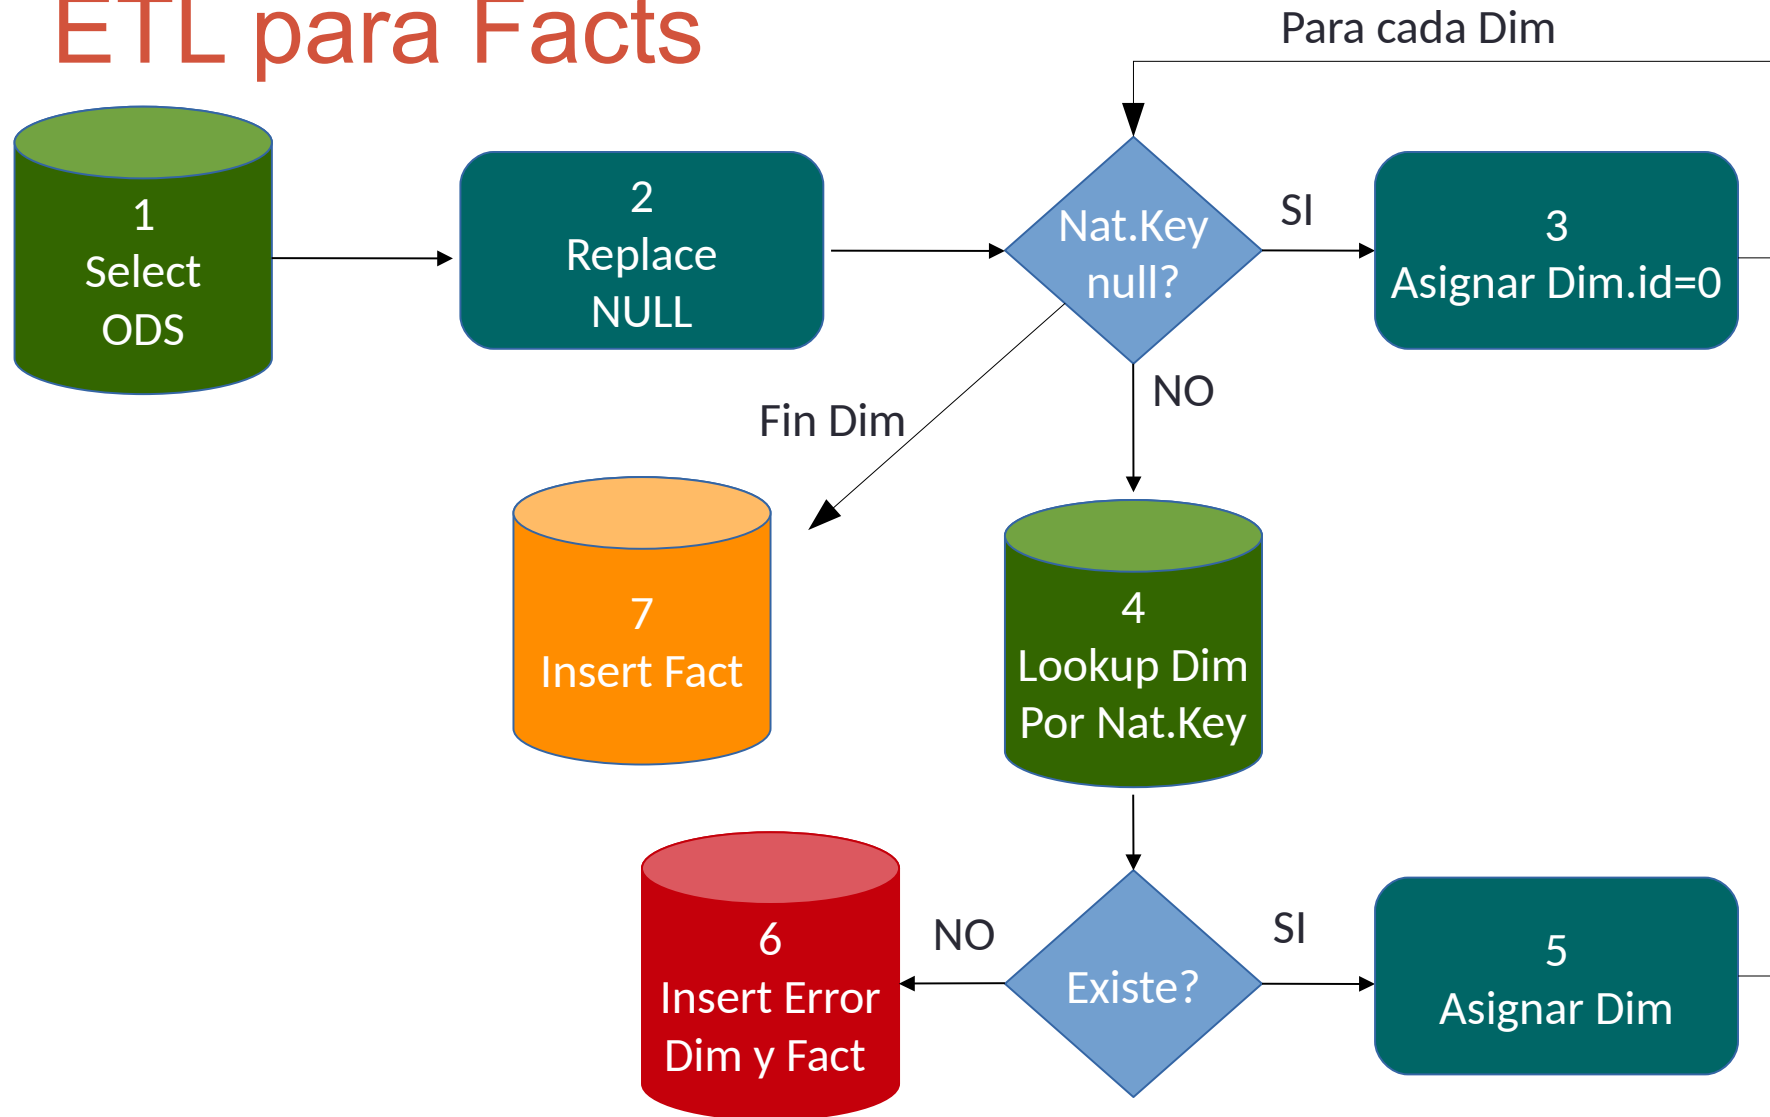 ETL para Facts
Para cada Dim
1
Select
ODS
2
Replace
NULL
Nat.Key
null?
SI
3
Asignar Dim.id=0
NO
Fin Dim
7
Insert Fact
4
Lookup Dim
Por Nat.Key
6
Insert Error
Dim y Fact
NO
Existe?
SI
5
Asignar Dim